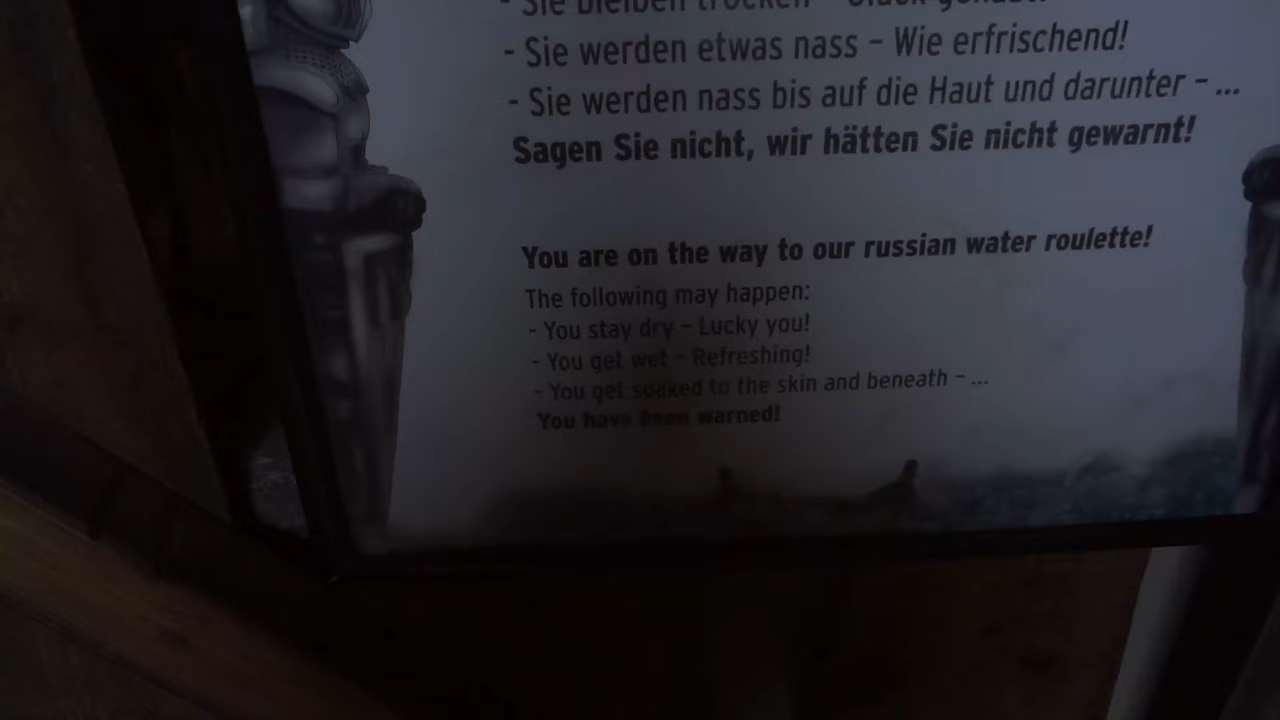 - Sie bleiben trocken - Glück gehabt!
- Sie werden etwas nass – Wie erfrischend!
- Sie werden nass bis auf die Haut und darunter – ...
Sagen Sie nicht, wir hätten Sie nicht gewarnt!
You are on the way to our russian water roulette!
The following may happen:
- You stay dry – Lucky you!
- You get wet – Refreshing!
- You get soaked to the skin and beneath – ...
You have been warned!